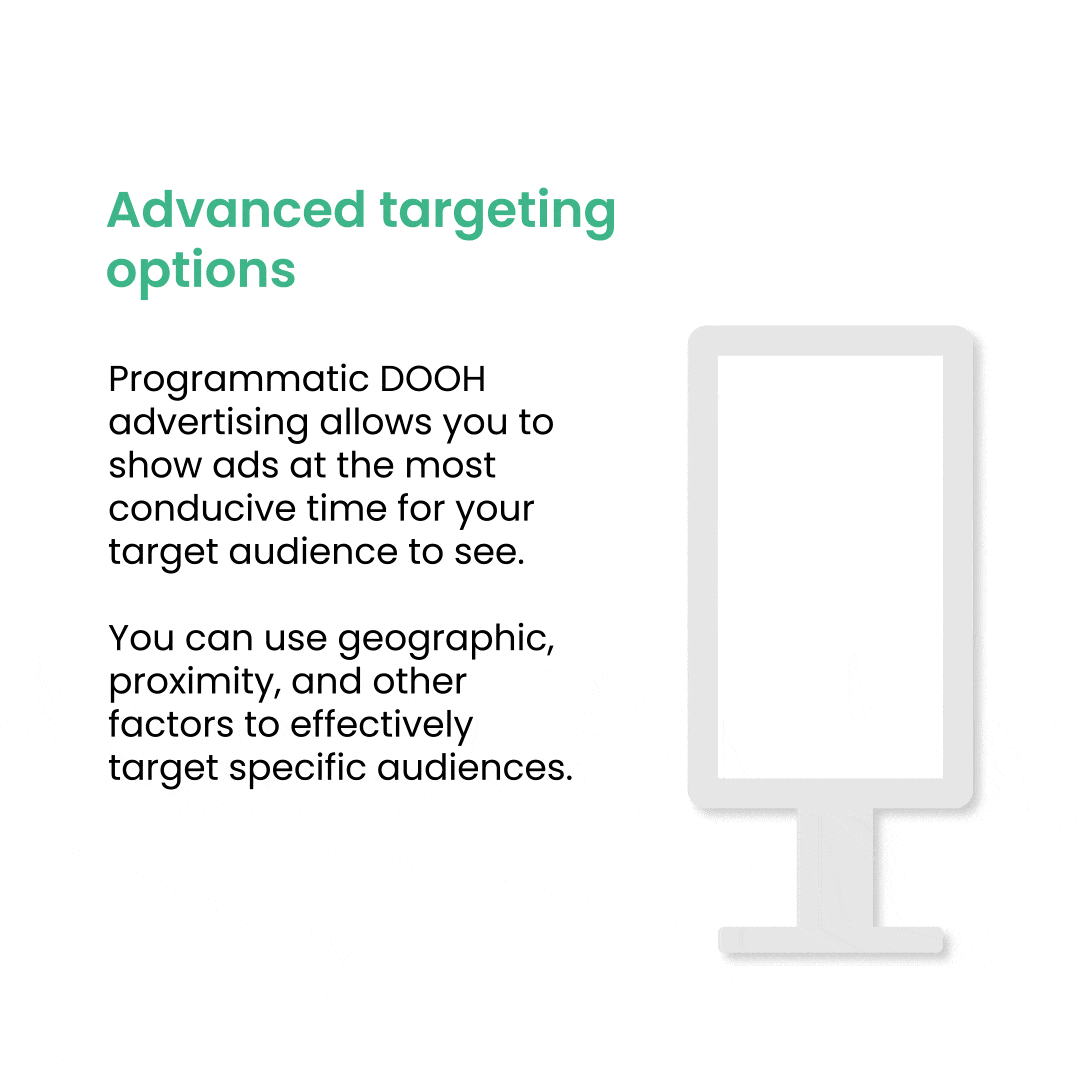 Advanced targeting
options
Programmatic DOOH
advertising allows you to
show ads at the most
conducive time for your
target audience to see.
You can use geographic,
proximity, and other
factors to effectively
target specific audiences.